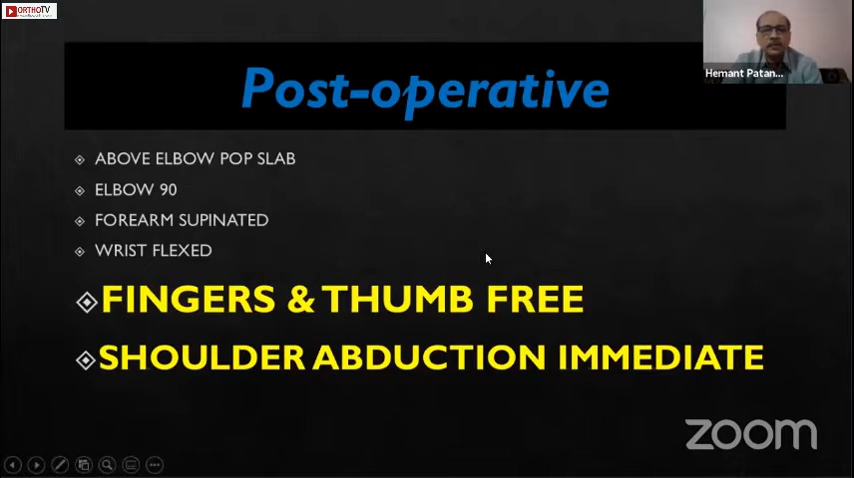 ORTHOTV
Hemant Patan...
Post-operative
ABOVE ELBOW POP SLAB
ELBOW 90
FOREARM SUPINATED
WRIST FLEXED
FINGERS & THUMB FREE
SHOULDER ABDUCTION IMMEDIATE
zoom